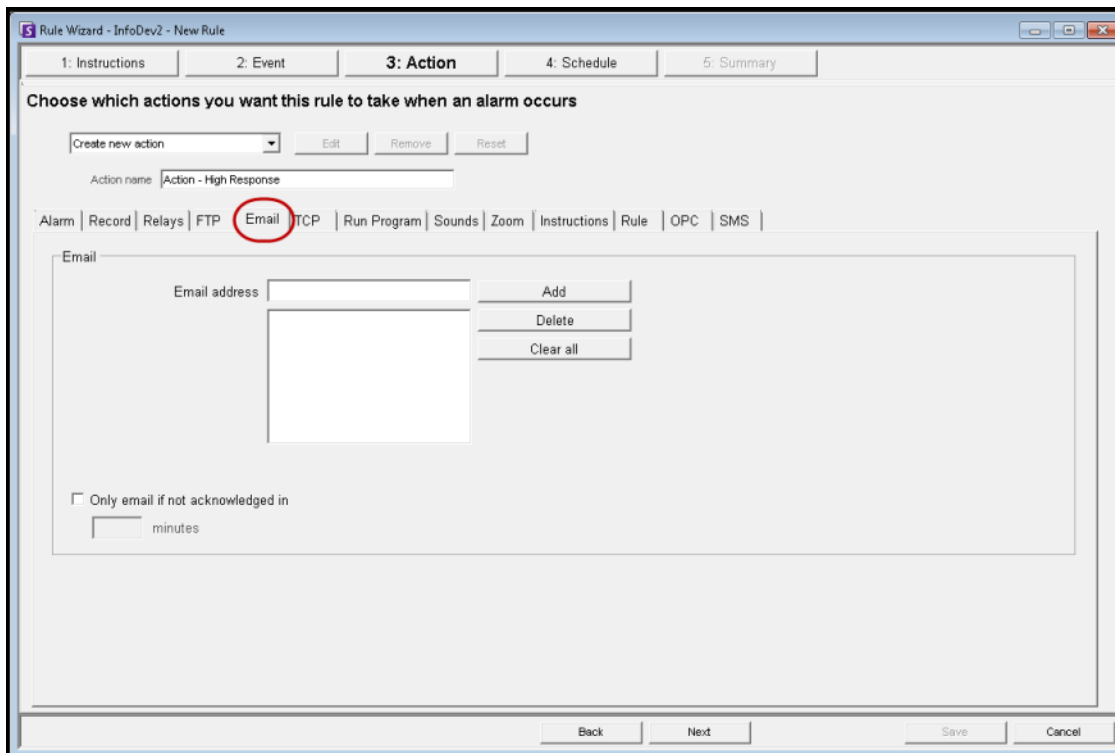 Rule Wizard - InfoDev2 - New Rule
1: Instructions 2: Event 3: Action 4: Schedule 5: Summary
Choose which actions you want this rule to take when an alarm occurs
Create new action Edit Remove Reset
Action name Action - High Response
Alarm Record Relays FTP Email TCP Run Program Sounds Zoom Instructions Rule OPC SMS
Email
Email address Add
Delete
Clear all
Only email if not acknowledged in
minutes
Back Next Save Cancel